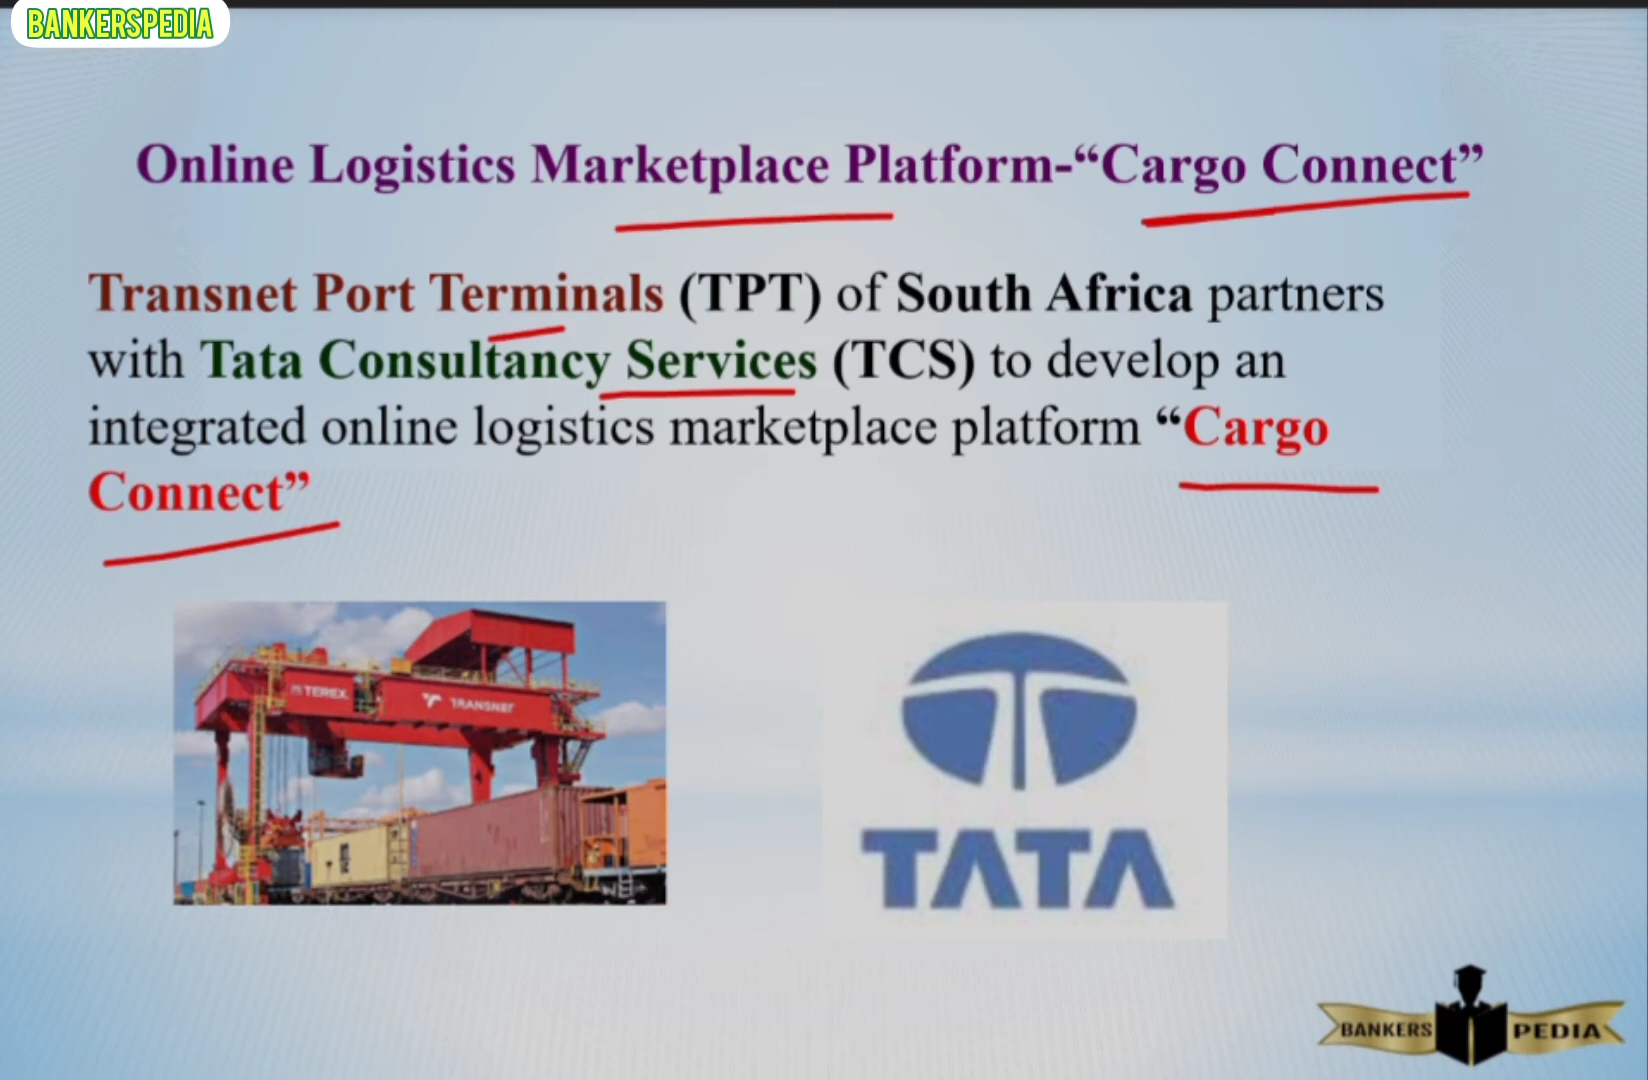 BANKERSPEDIA
Online Logistics Marketplace Platform-“Cargo Connect”
Transnet Port Terminals (TPT) of South Africa partners
with Tata Consultancy Services (TCS) to develop an
integrated online logistics marketplace platform “Cargo
Connect”
TEREX
TRANSNET
TATA
BANKERS PEDIA